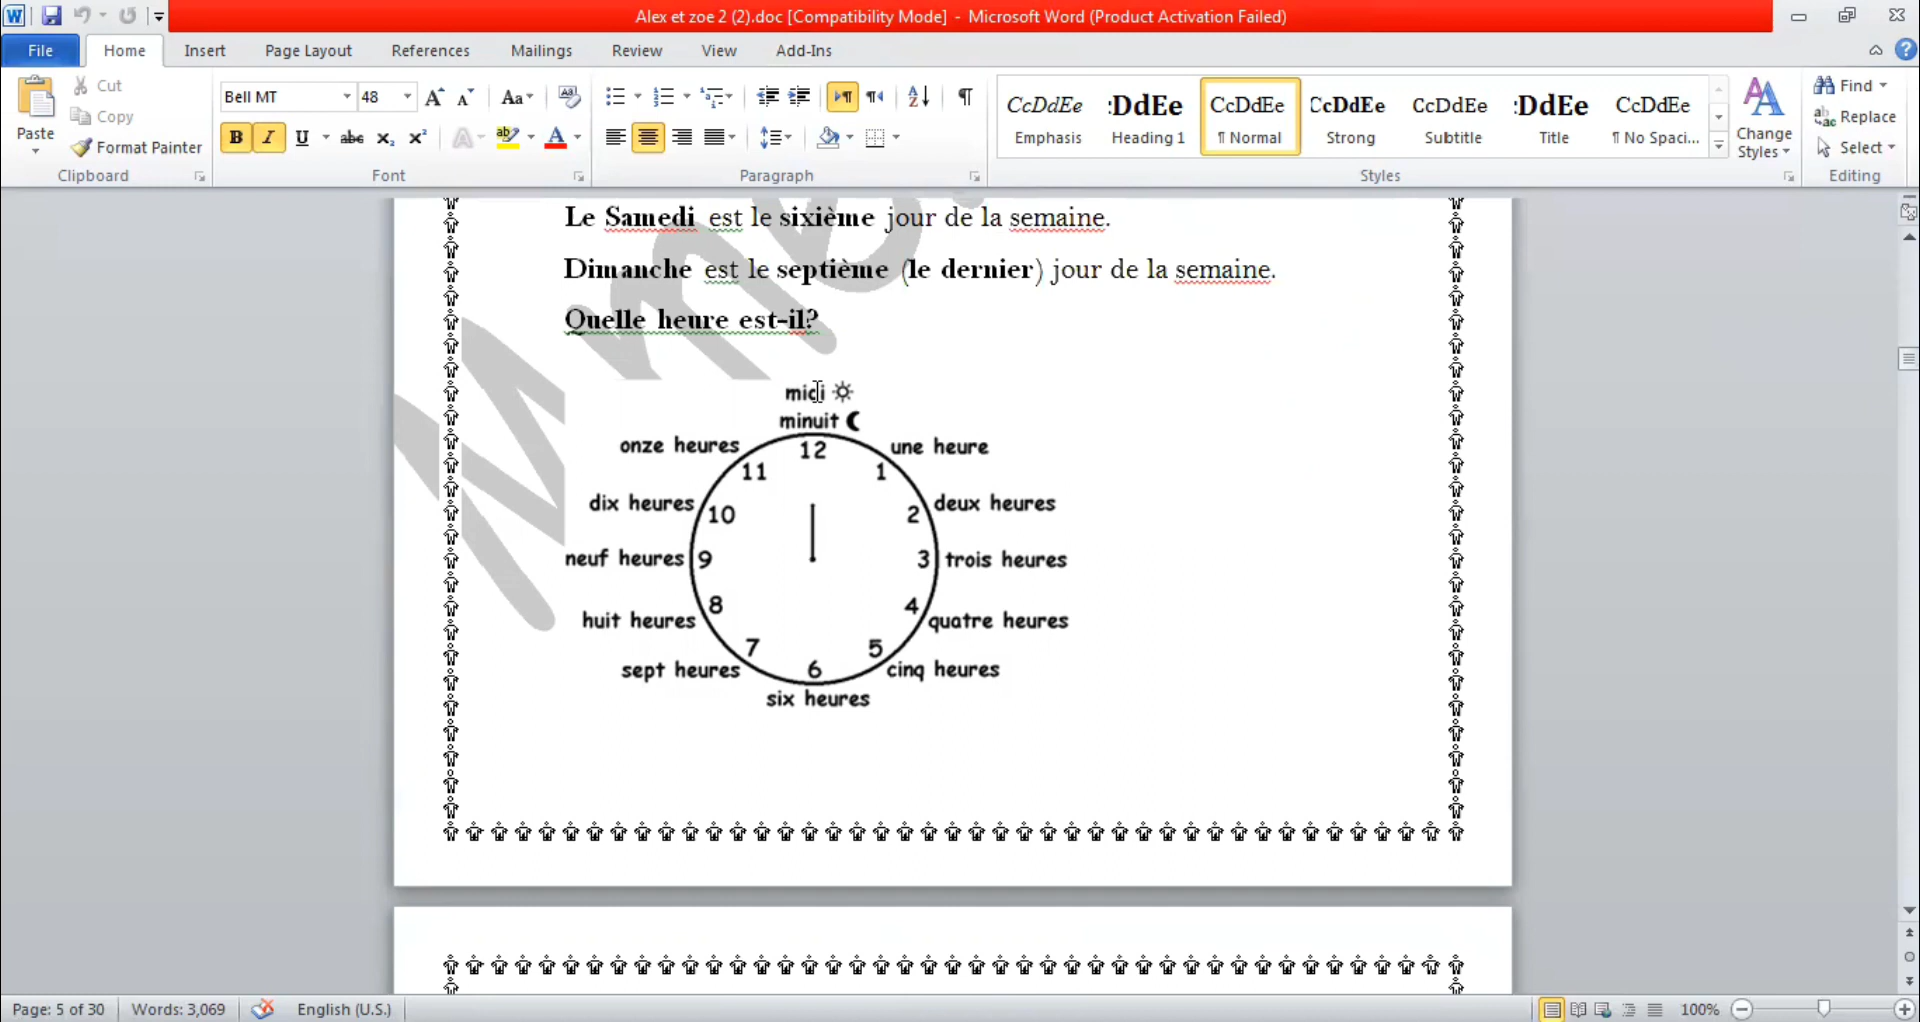 Alex et zoe 2 (2).doc [Compatibility Mode] - Microsoft Word (Product Activation Failed)
File Home Insert Page Layout References Mailings Review View Add-Ins
Cut
Copy
Format Painter
Paste
Clipboard
Bell MT 48
Font
Paragraph
CcDdEe :DdEe CcDdEe CcDdEe CcDdEe :DdEe CcDdEe
Emphasis Heading 1 ¶ Normal Strong Subtitle Title ¶ No Spaci...
Styles
Change Styles
Find
Replace
Select
Editing
Le Samedi est le sixième jour de la semaine.
Dimanche est le septième (le dernier) jour de la semaine.
Quelle heure est-il?
midi
minuit
onze heures 12 une heure
11 1
dix heures 10 2 deux heures
neuf heures 9 3 trois heures
8 4
huit heures quatre heures
7 5
sept heures 6 cinq heures
six heures
Page: 5 of 30 Words: 3,069 English (U.S.) 100%